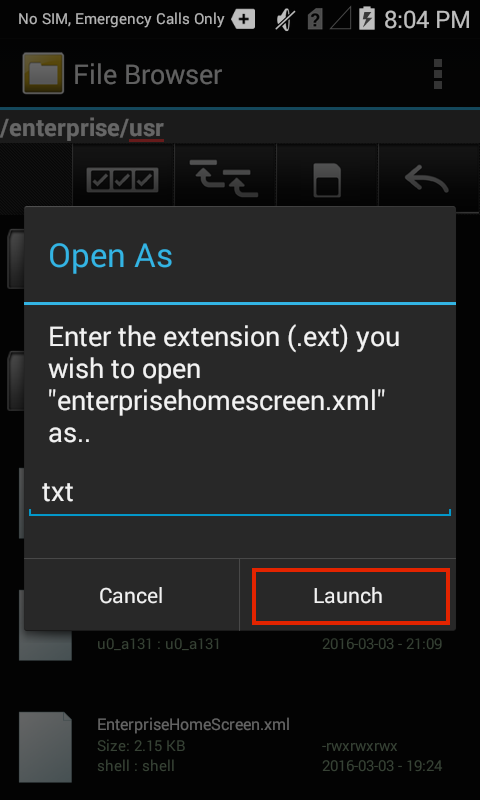 No SIM, Emergency Calls Only 8:04 PM
File Browser
/enterprise/usr
Open As
Enter the extension (.ext) you
wish to open
"enterprisehomescreen.xml"
as..
txt
Cancel Launch
u0_a131 : u0_a131 2016-03-03 - 21:09
EnterpriseHomeScreen.xml
Size: 2.15 KB -rwxrwxrwx
shell : shell 2016-03-03 - 19:24